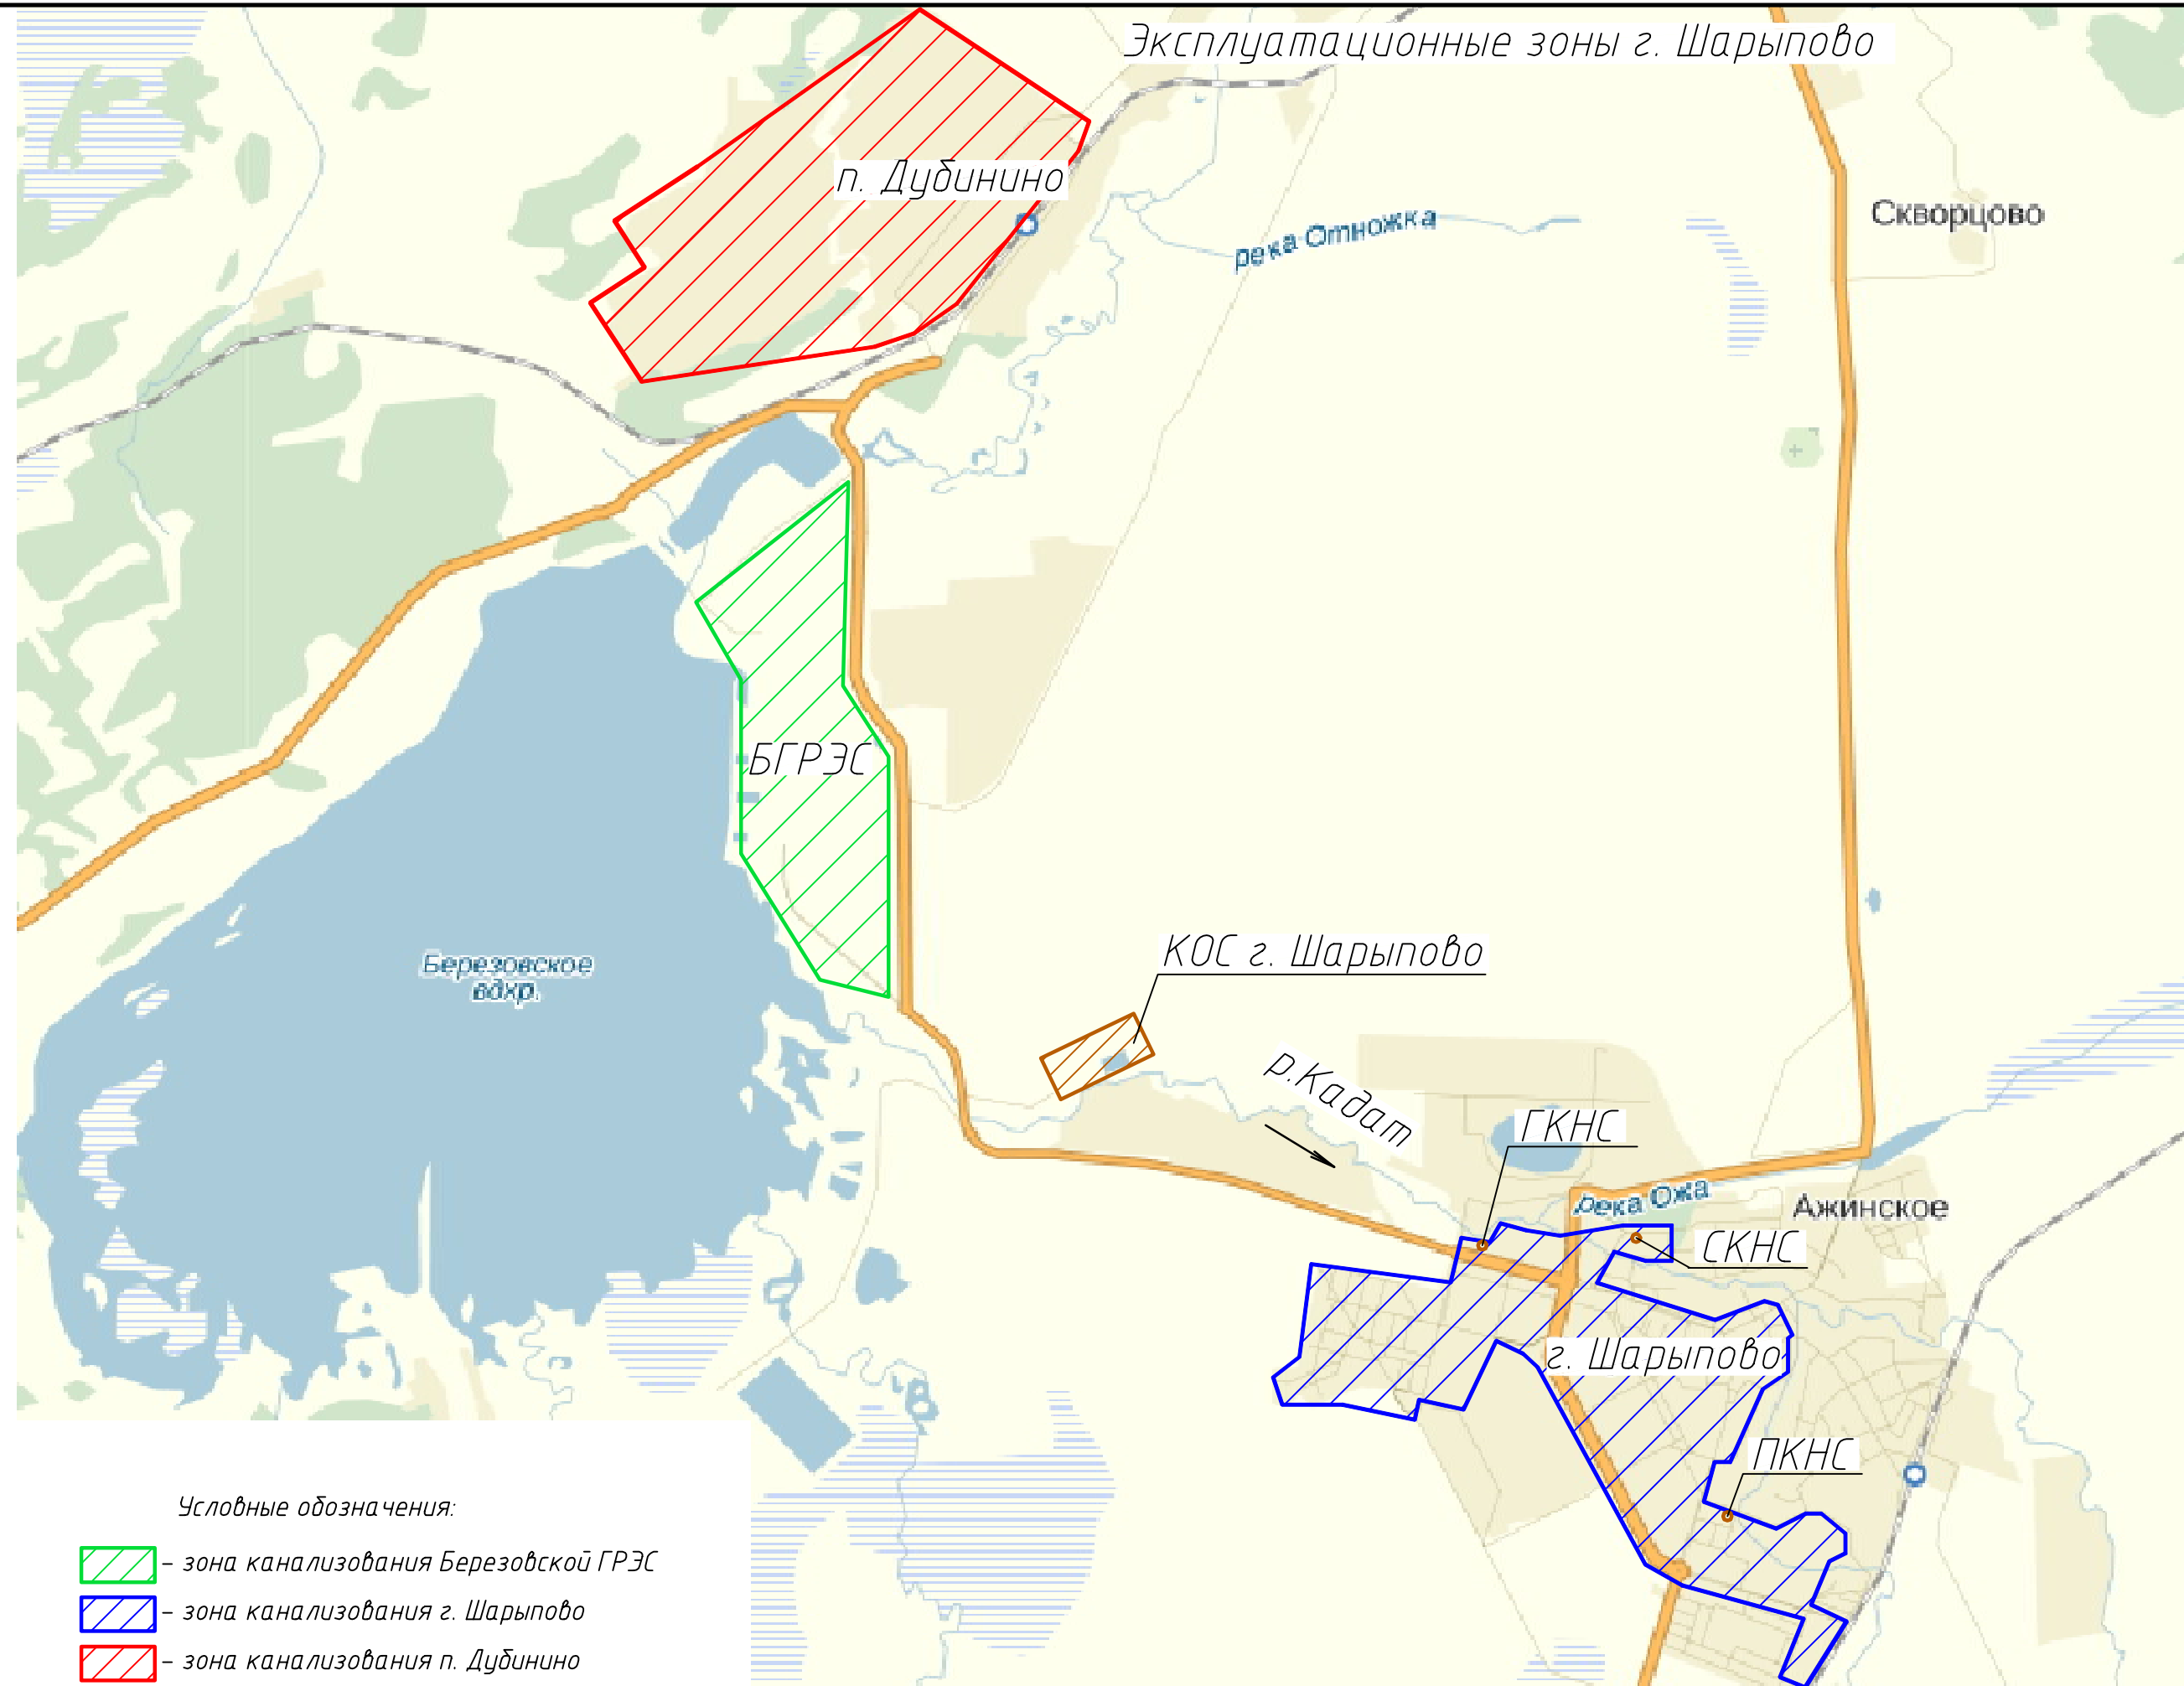 Эксплуатационные зоны г. Шарыпово
п. Дубинино
река Отножка
Скворцово
БГРЭС
Березовское
вдхр.
КОС г. Шарыпово
р.Кадат
ГКНС
река Ожа
Ажинское
СКНС
г. Шарыпово
ПКНС
Условные обозначения:
- зона канализования Березовской ГРЭС
- зона канализования г. Шарыпово
- зона канализования п. Дубинино